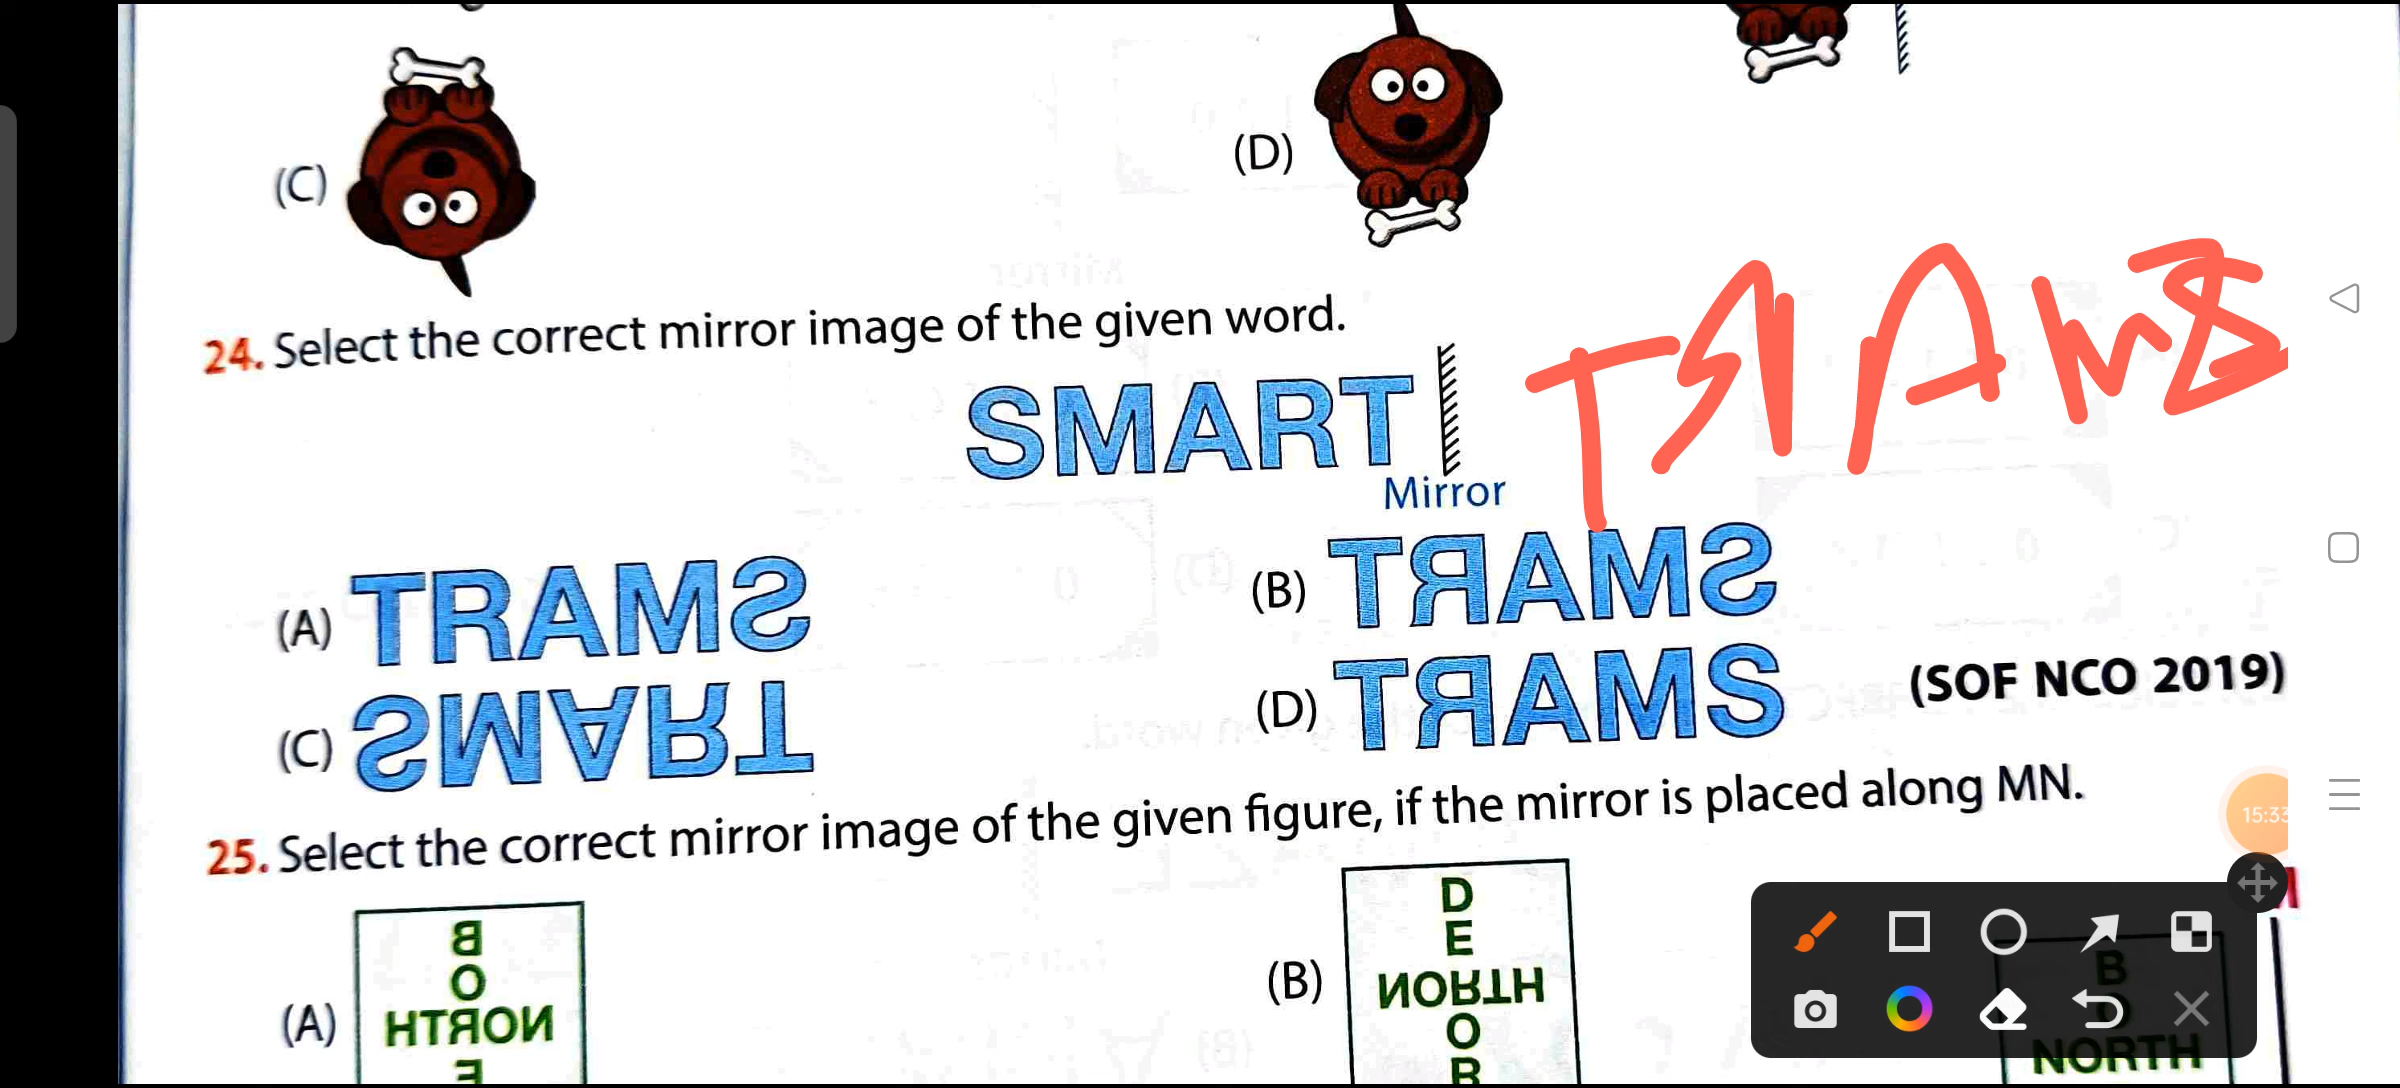 (C)
(D)
24. Select the correct mirror image of the given word.
SMART
Mirror
TRAMS
(A) TRAMS
(B) TRAMS
(C) SMART
(D) TRAMS
(SOF NCO 2019)
25. Select the correct mirror image of the given figure, if the mirror is placed along MN.
(A)
B
O
HTRON
E
(B)
D
E
NORTH
O
B
B
O
NORTH
15:33